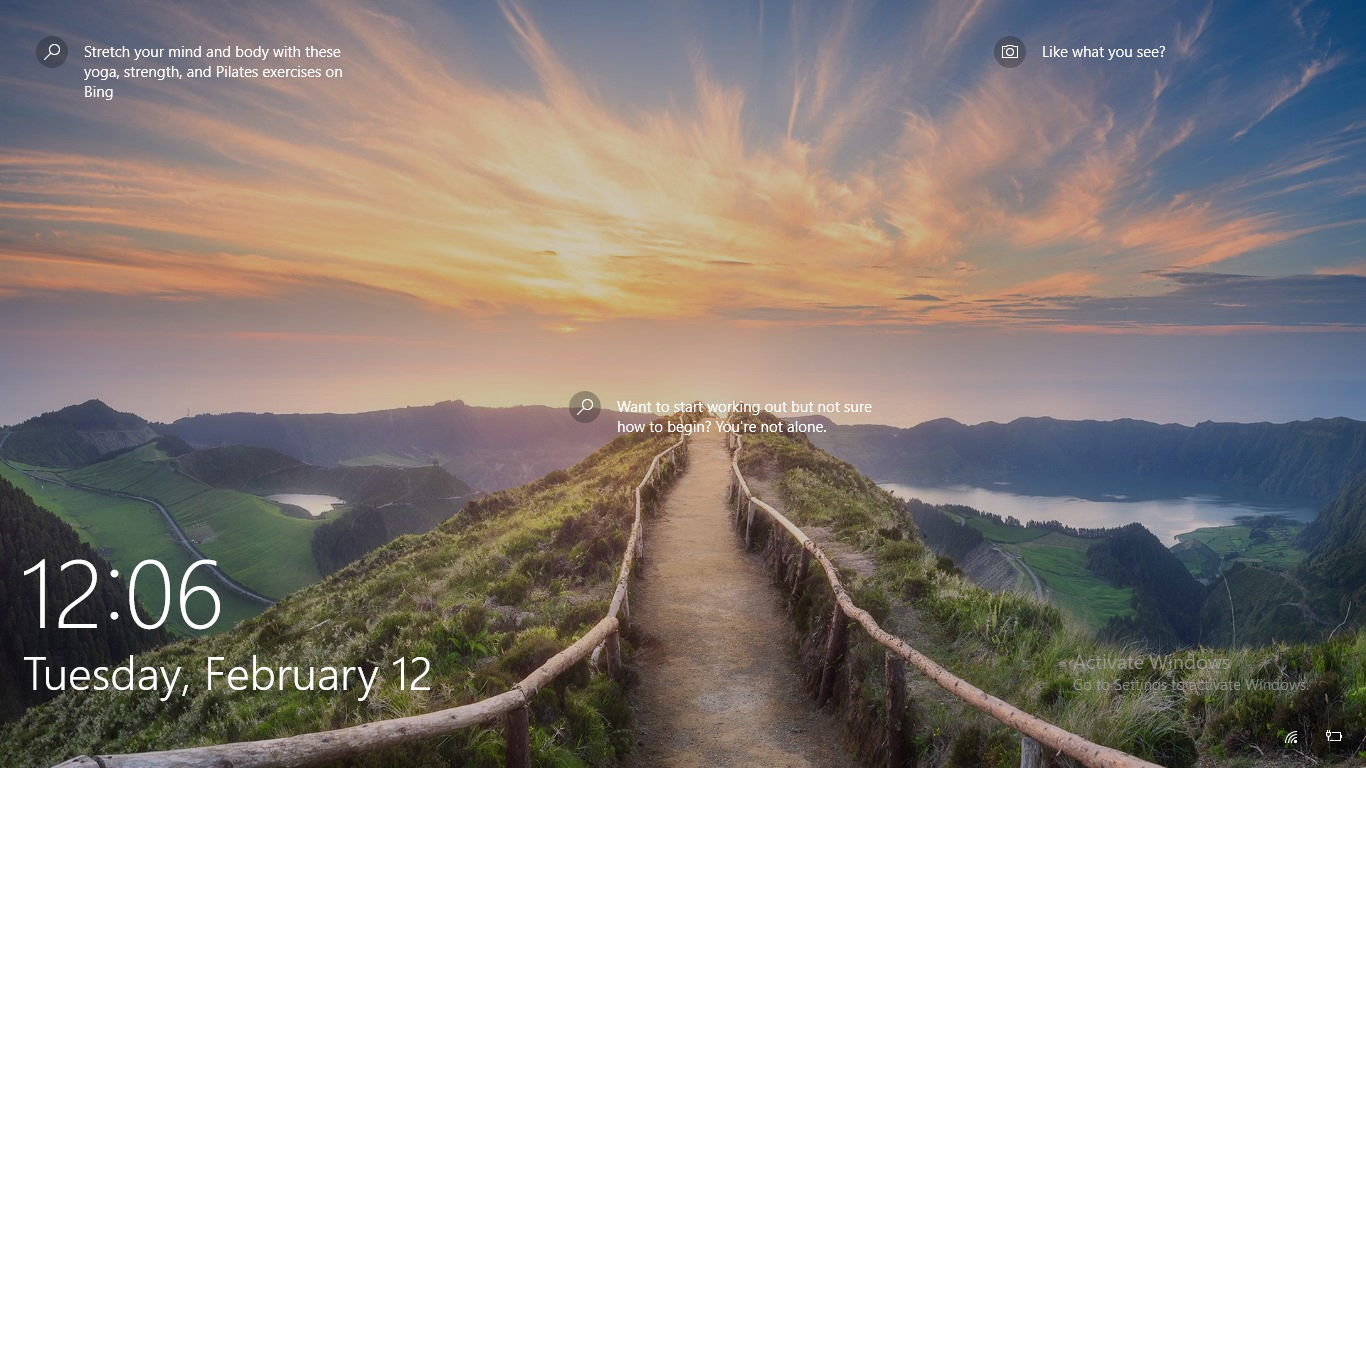 Stretch your mind and body with these
yoga, strength, and Pilates exercises on
Bing
Like what you see?
Want to start working out but not sure
how to begin? You're not alone.
12:06
Tuesday, February 12
Activate Windows
Go to Settings to activate Windows.